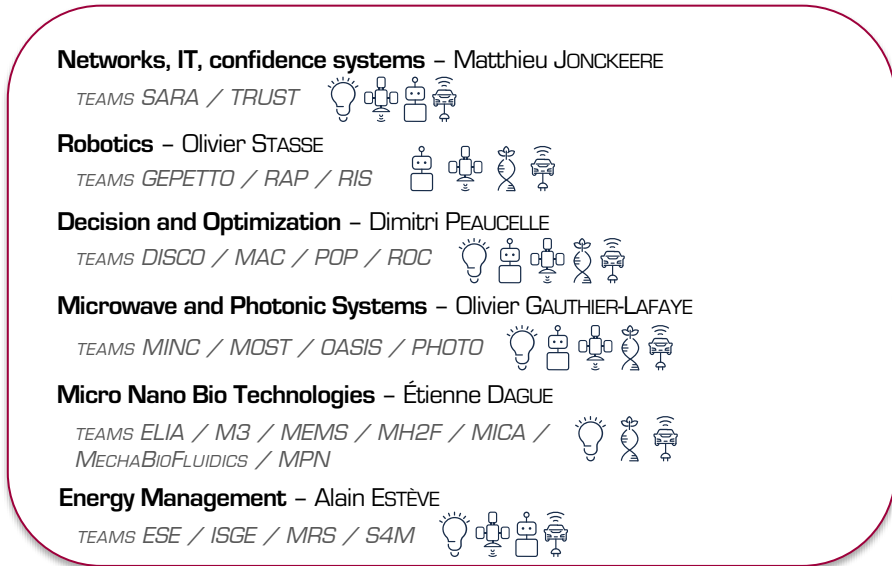 Networks, IT, confidence systems – Matthieu JONCKEERE
TEAMS SARA / TRUST
Robotics – Olivier STASSE
TEAMS GEPETTO / RAP / RIS
Decision and Optimization – Dimitri PEAUCELLE
TEAMS DISCO / MAC / POP / ROC
Microwave and Photonic Systems – Olivier GAUTHIER-LAFAYE
TEAMS MINC / MOST / OASIS / PHOTO
Micro Nano Bio Technologies – Étienne DAGUE
TEAMS ELIA / M3 / MEMS / MH2F / MICA /
MECHABIOFLUIDICS / MPN
Energy Management – Alain ESTÈVE
TEAMS ESE / ISGE / MRS / S4M